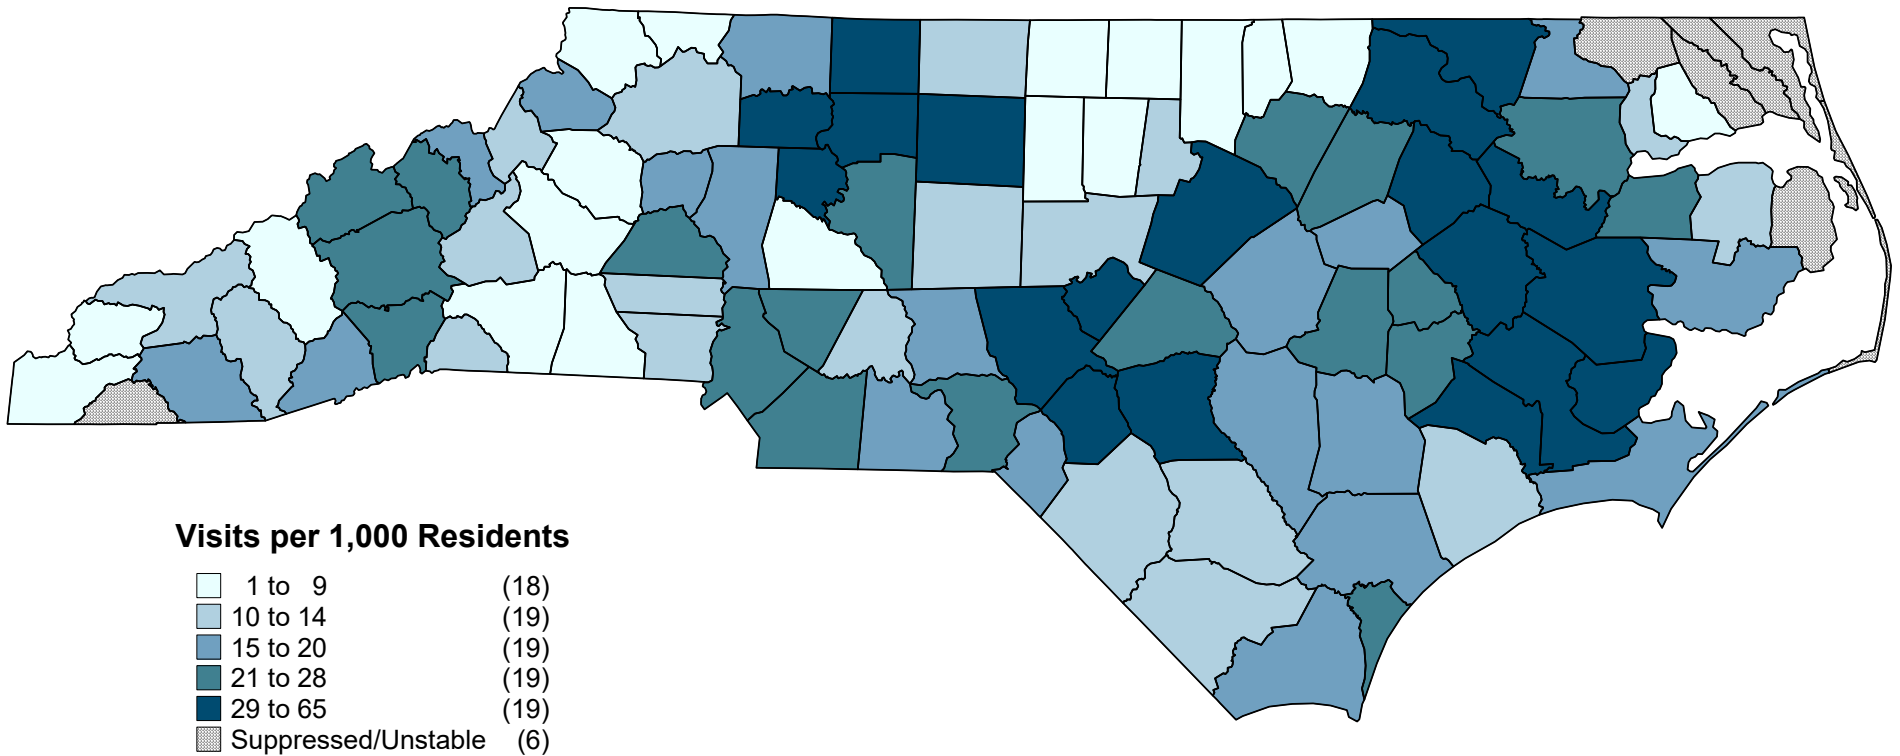 Visits per 1,000 Residents
1 to 9 (18)
10 to 14 (19)
15 to 20 (19)
21 to 28 (19)
29 to 65 (19)
Suppressed/Unstable (6)